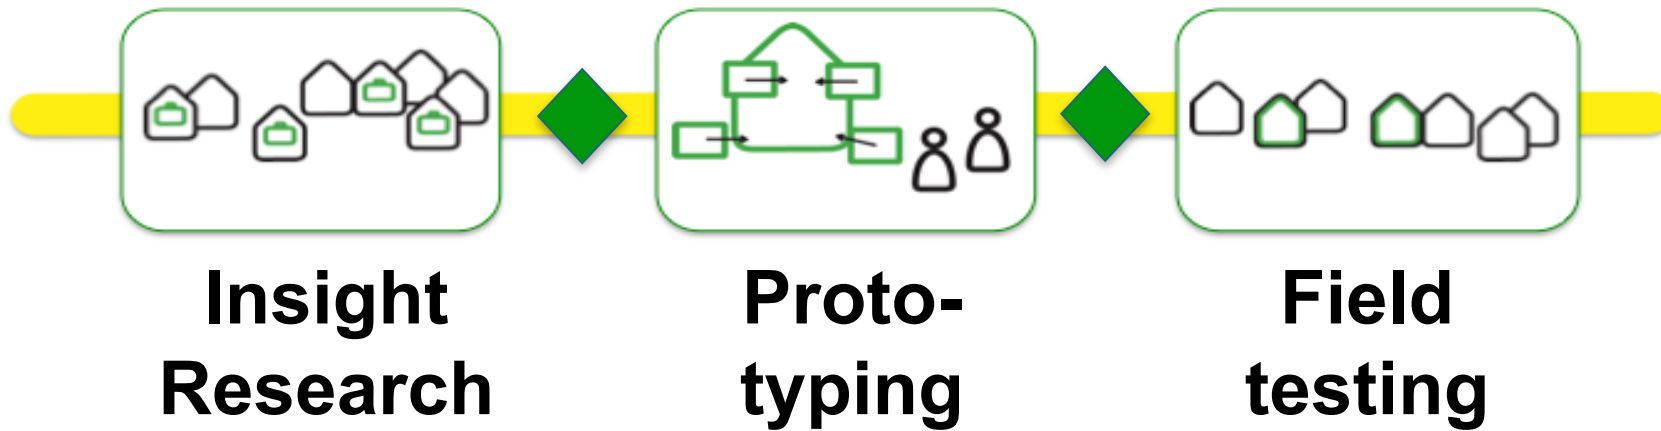 Insight
Research
Proto-
typing
Field
testing